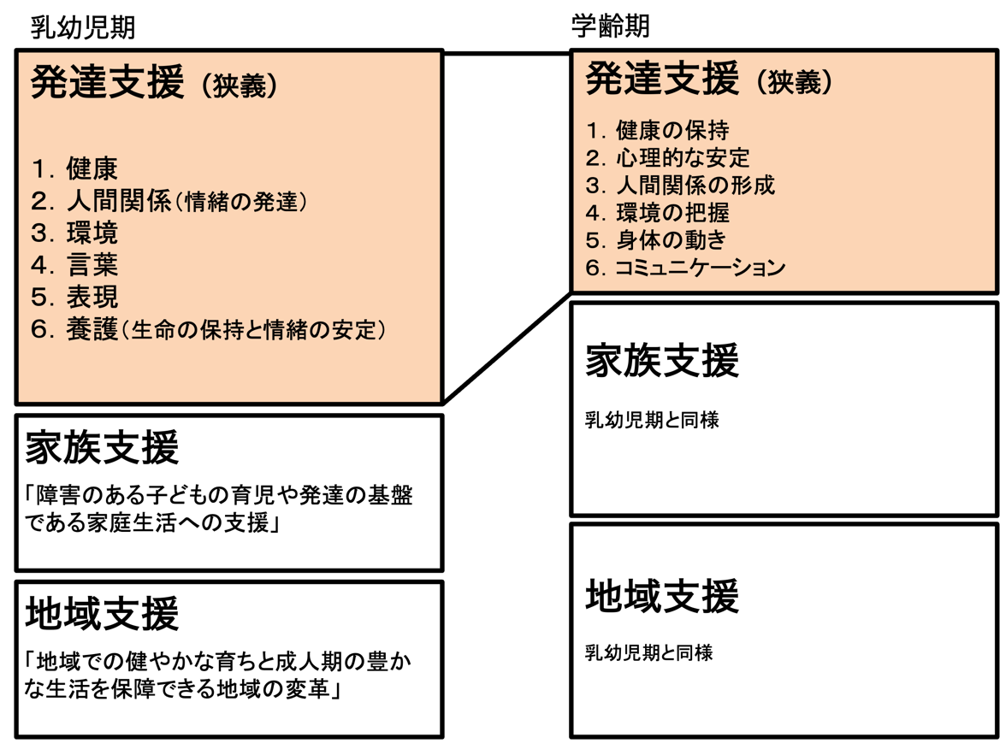 乳幼児期
発達支援（狭義）
１．健康
２．人間関係（情緒の発達）
３．環境
４．言葉
５．表現
６．養護（生命の保持と情緒の安定）
家族支援
「障害のある子どもの育児や発達の基盤
である家庭生活への支援」
地域支援
「地域での健やかな育ちと成人期の豊か
な生活を保障できる地域の変革」
学齢期
発達支援（狭義）
１．健康の保持
２．心理的な安定
３．人間関係の形成
４．環境の把握
５．身体の動き
６．コミュニケーション
家族支援
乳幼児期と同様
地域支援
乳幼児期と同様